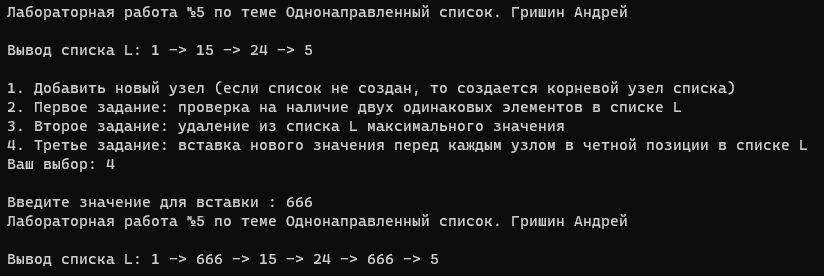 Лабораторная работа №5 по теме Однонаправленный список. Гришин Андрей
Вывод списка L: 1 -> 15 -> 24 -> 5
1. Добавить новый узел (если список не создан, то создается корневой узел списка)
2. Первое задание: проверка на наличие двух одинаковых элементов в списке L
3. Второе задание: удаление из списка L максимального значения
4. Третье задание: вставка нового значения перед каждым узлом в четной позиции в списке L
Ваш выбор: 4
Введите значение для вставки : 666
Лабораторная работа №5 по теме Однонаправленный список. Гришин Андрей
Вывод списка L: 1 -> 666 -> 15 -> 24 -> 666 -> 5